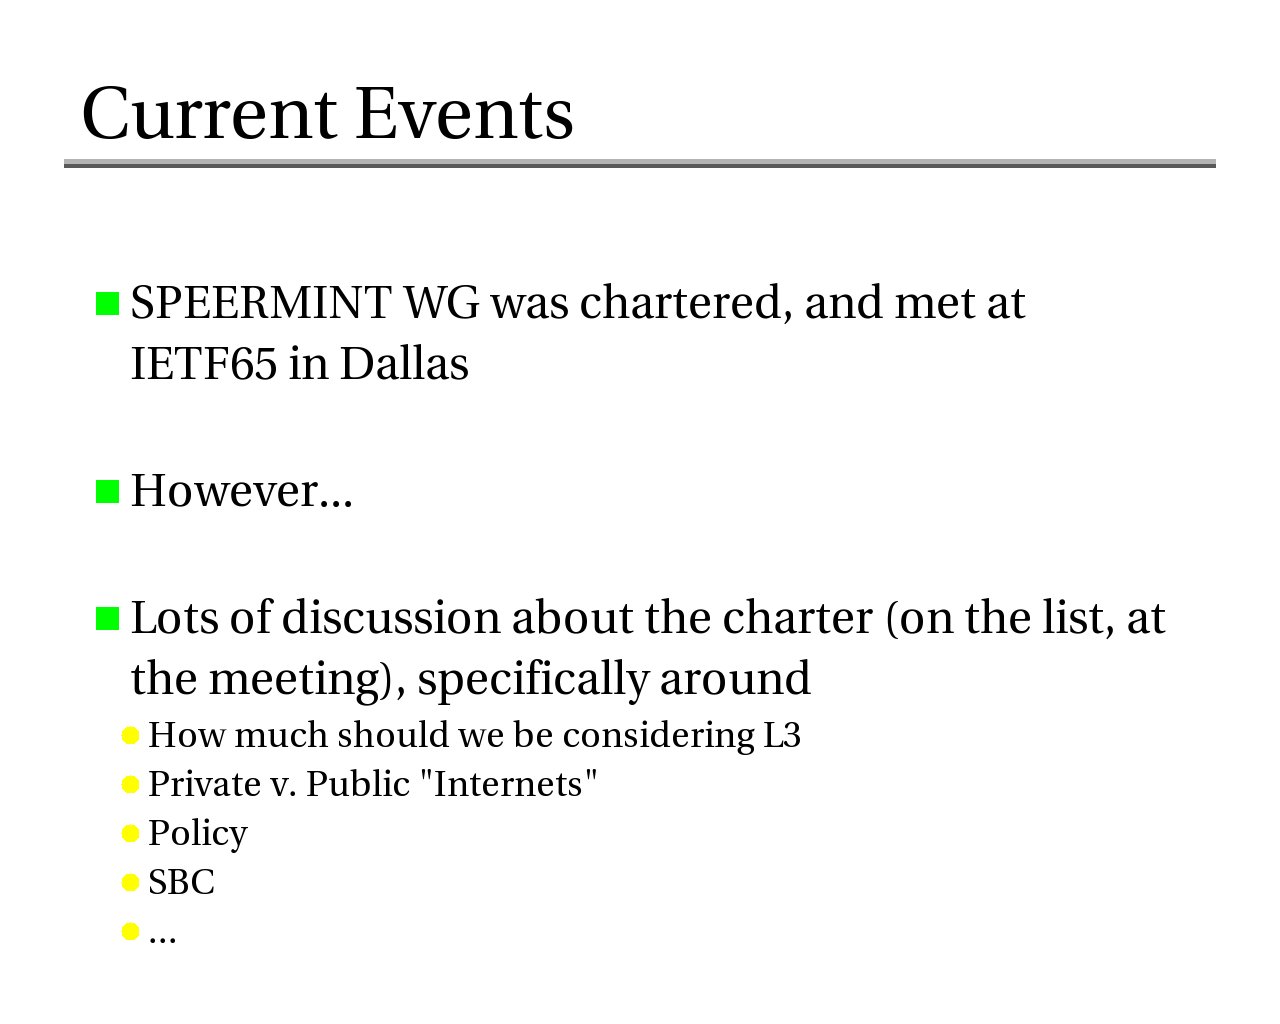 Current Events
SPEERMINT WG was chartered, and met at
IETF65 in Dallas
However...
Lots of discussion about the charter (on the list, at
the meeting), specifically around
How much should we be considering L3
Private v. Public "Internets"
Policy
SBC
...